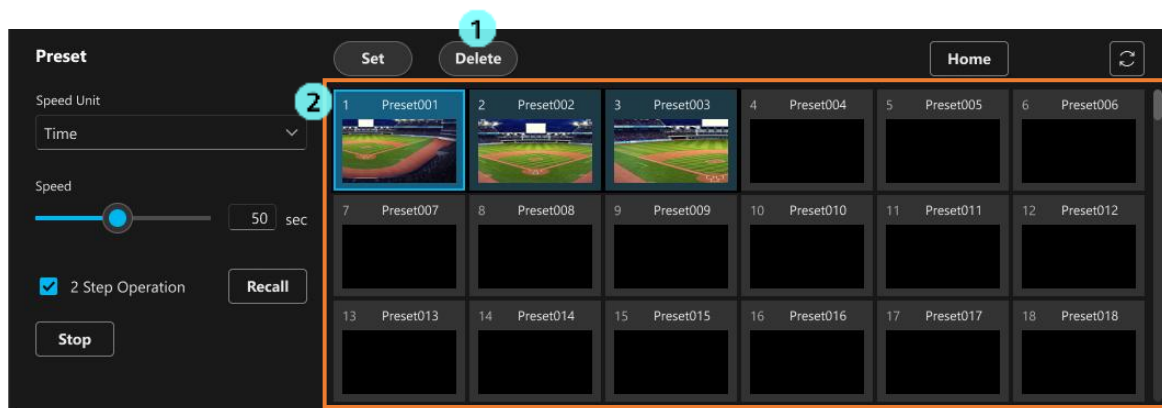 1
Preset
Set
Delete
Home
Speed Unit
2
Time
Speed
50 sec
2 Step Operation
Recall
Stop
1 Preset001
2 Preset002
3 Preset003
4 Preset004
5 Preset005
6 Preset006
7 Preset007
8 Preset008
9 Preset009
10 Preset010
11 Preset011
12 Preset012
13 Preset013
14 Preset014
15 Preset015
16 Preset016
17 Preset017
18 Preset018